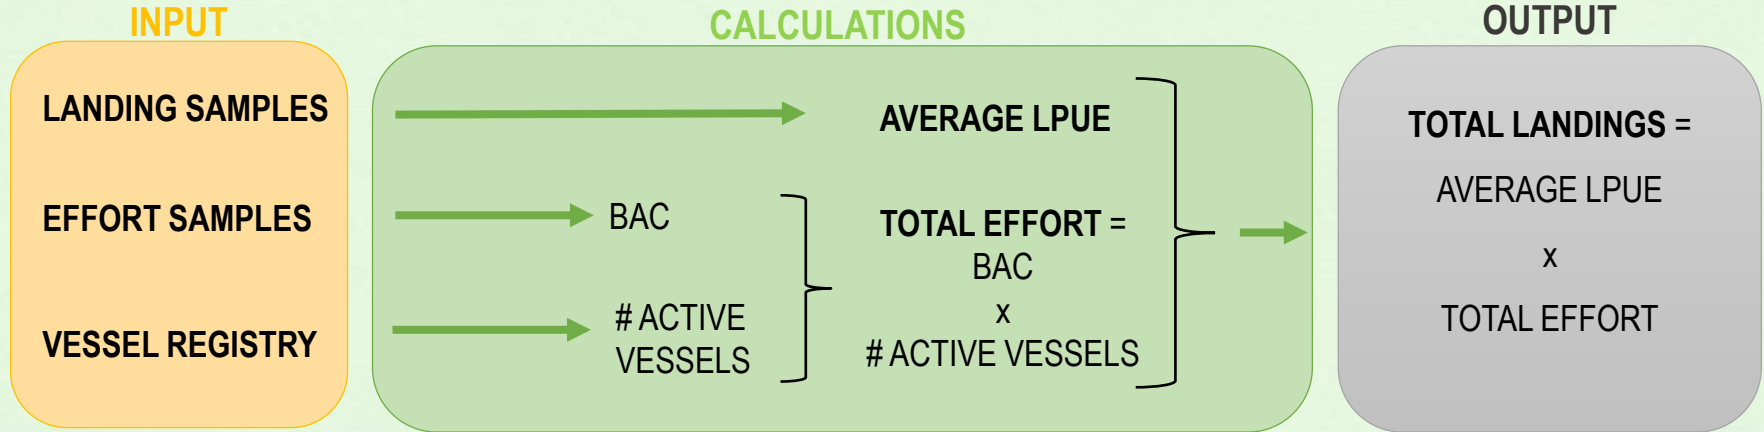 INPUT
LANDING SAMPLES
EFFORT SAMPLES
VESSEL REGISTRY
CALCULATIONS
AVERAGE LPUE
BAC
# ACTIVE
VESSELS
TOTAL EFFORT =
BAC
x
# ACTIVE VESSELS
OUTPUT
TOTAL LANDINGS =
AVERAGE LPUE
x
TOTAL EFFORT